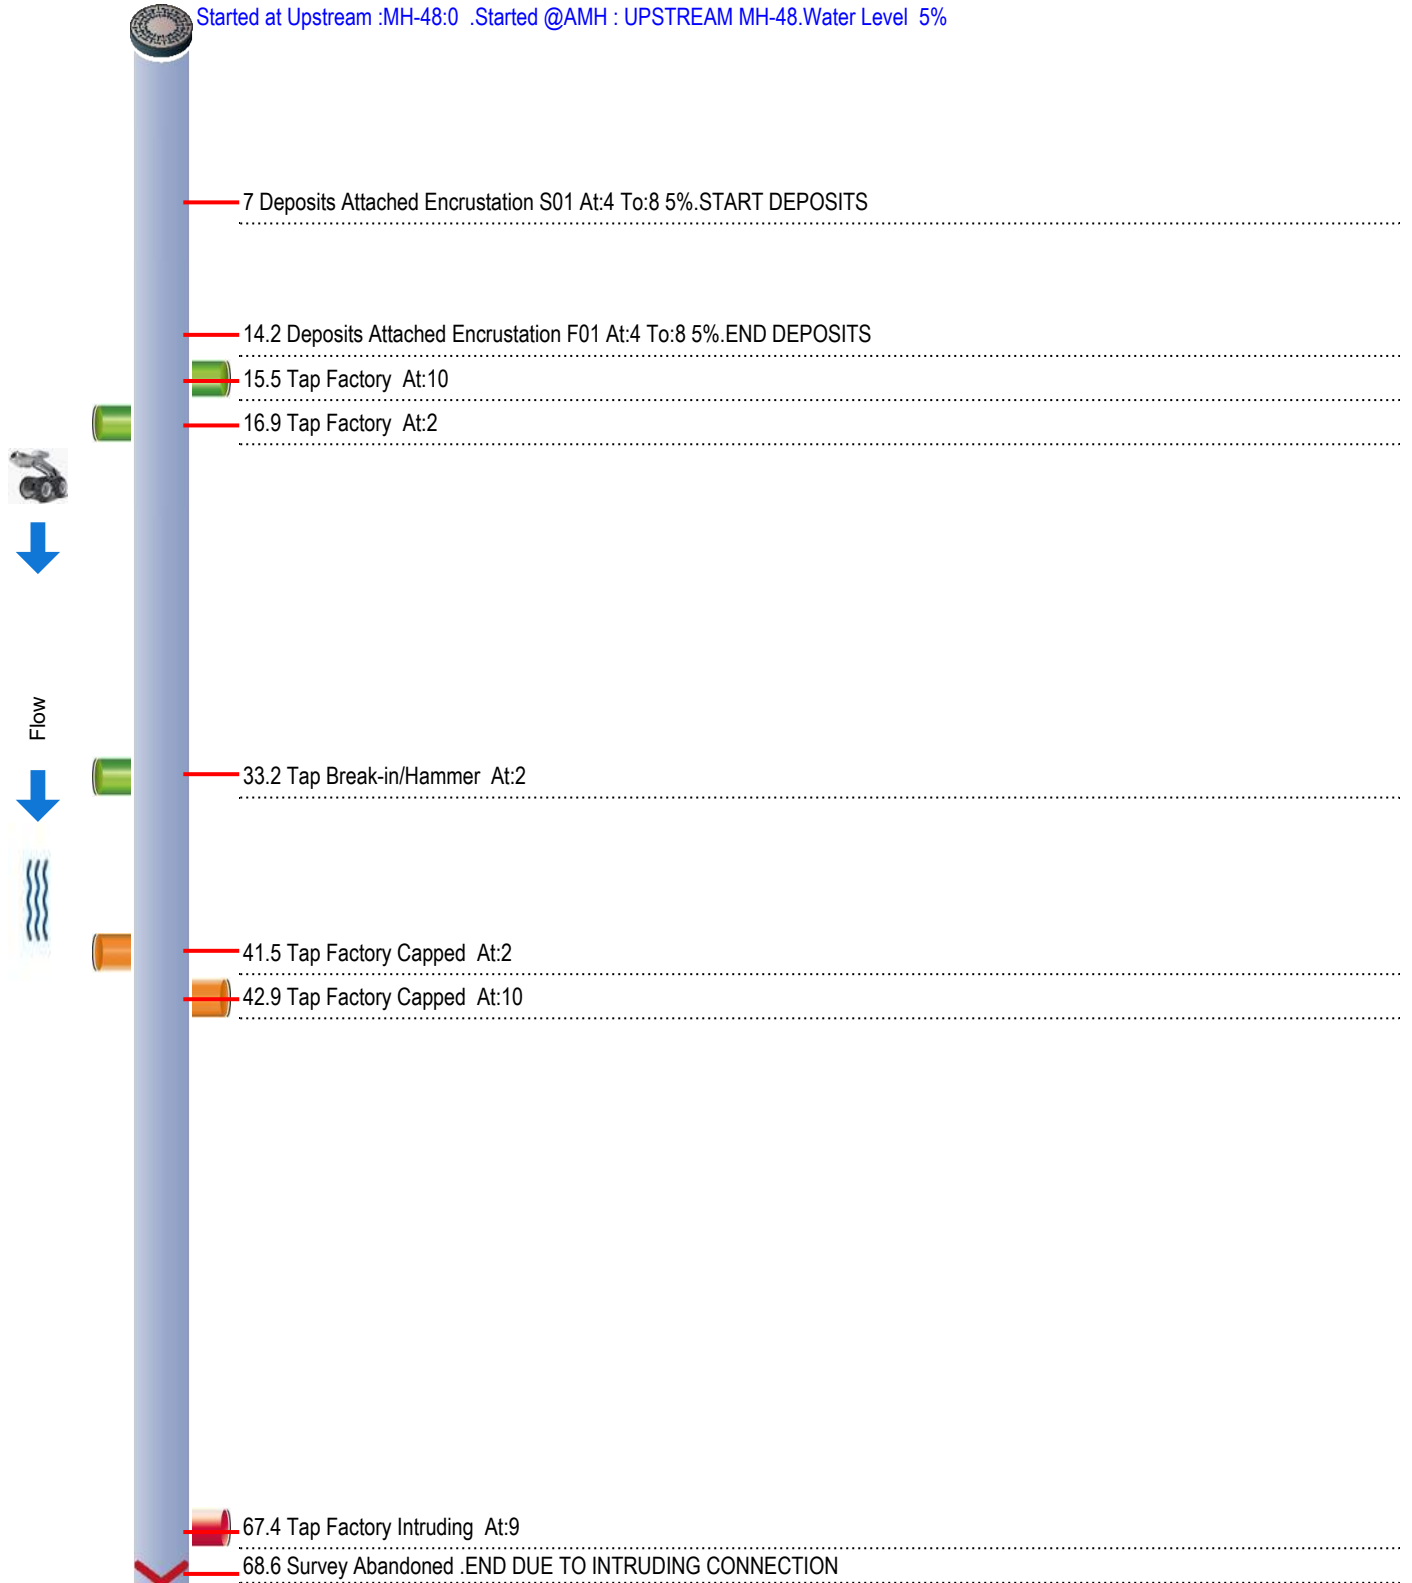 Started at Upstream :MH-48:0 .Started @AMH : UPSTREAM MH-48.Water Level 5%
7 Deposits Attached Encrustation S01 At:4 To:8 5%.START DEPOSITS
14.2 Deposits Attached Encrustation F01 At:4 To:8 5%.END DEPOSITS
15.5 Tap Factory At:10
16.9 Tap Factory At:2
Flow
33.2 Tap Break-in/Hammer At:2
41.5 Tap Factory Capped At:2
42.9 Tap Factory Capped At:10
67.4 Tap Factory Intruding At:9
68.6 Survey Abandoned .END DUE TO INTRUDING CONNECTION